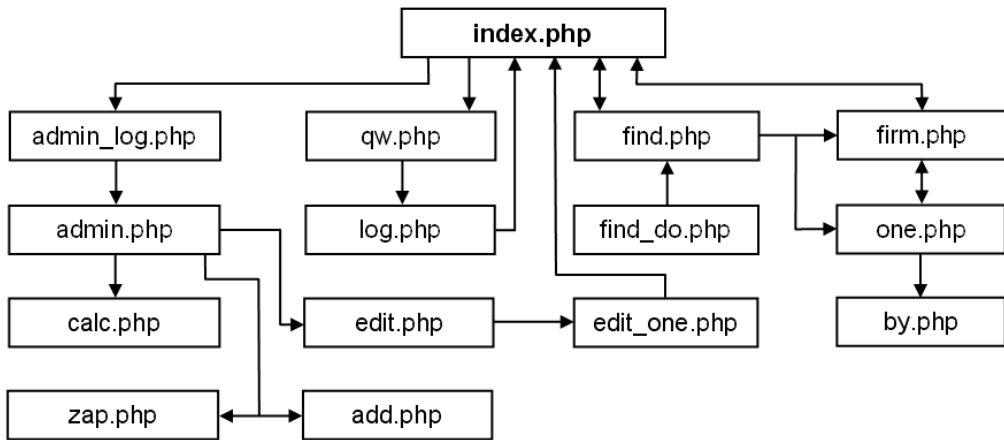 index.php
admin_log.php
qw.php
find.php
firm.php
admin.php
log.php
find_do.php
one.php
calc.php
edit.php
edit_one.php
by.php
zap.php
add.php